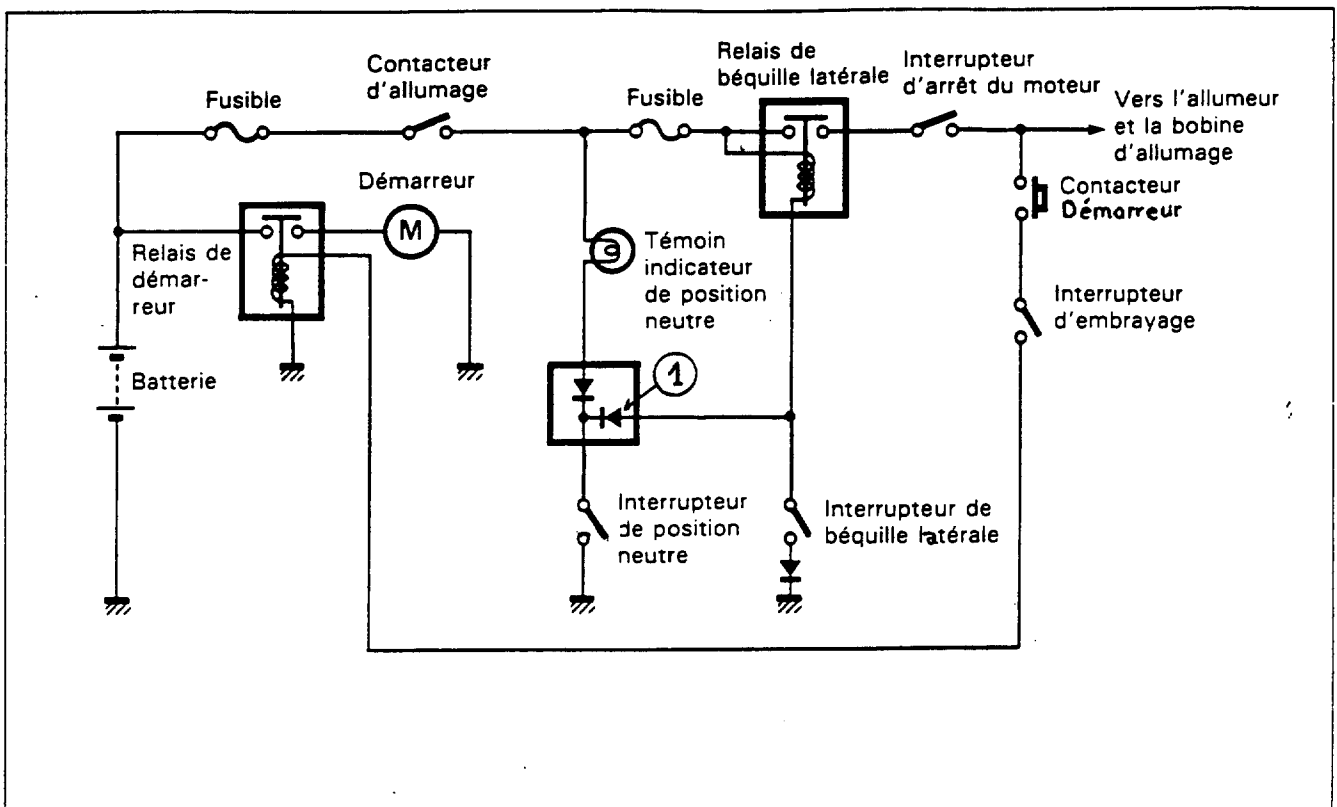 Relais de
béquille latérale
Interrupteur
d'arrêt du moteur
Contacteur
d'allumage
Fusible
Fusible
Vers l'allumeur
et la bobine
d'allumage
Démarreur
M
Contacteur
Démarreur
Relais de
démar-
reur
Témoin
indicateur
de position
neutre
Interrupteur
d'embrayage
Batterie
1
Interrupteur
de position
neutre
Interrupteur de
béquille latérale